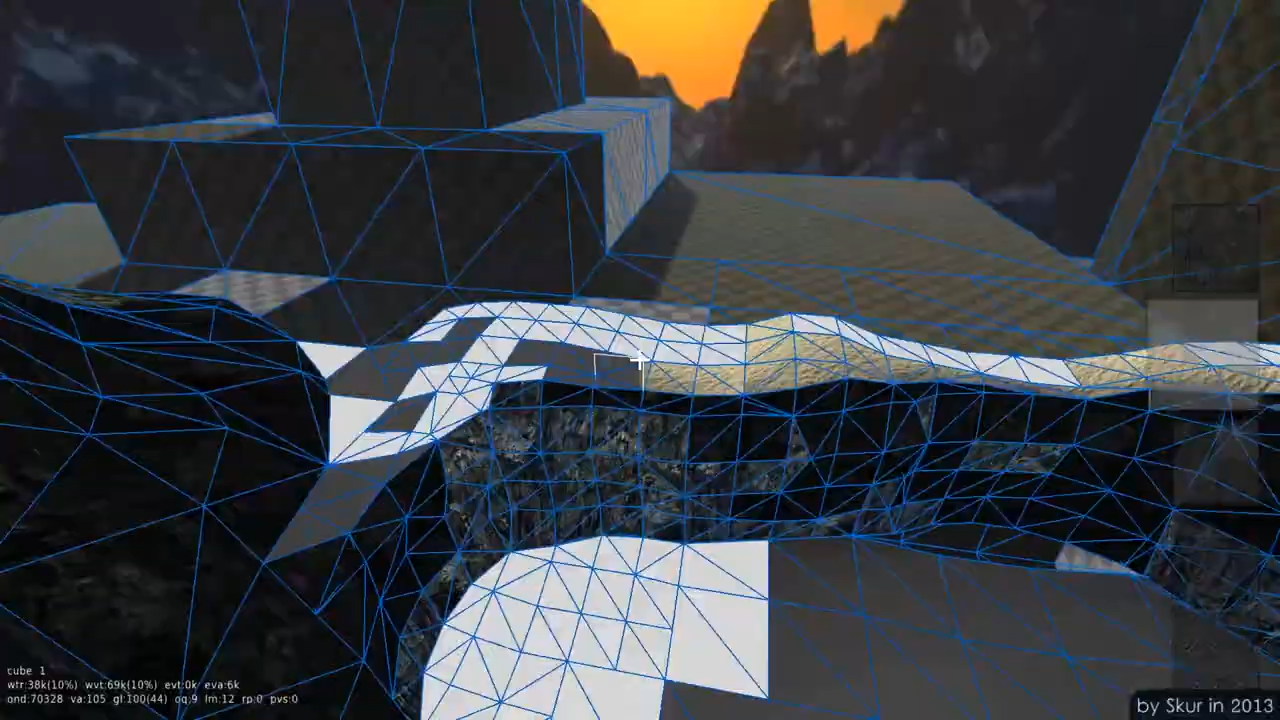 cube 1
wtr:38k(10%) wvt:69k(10%) evt:0k eva:6k
ond:70328 va:105 gl:100(44) oq:9 lm:12 rp:0 pvs:0
by Skur in 2013